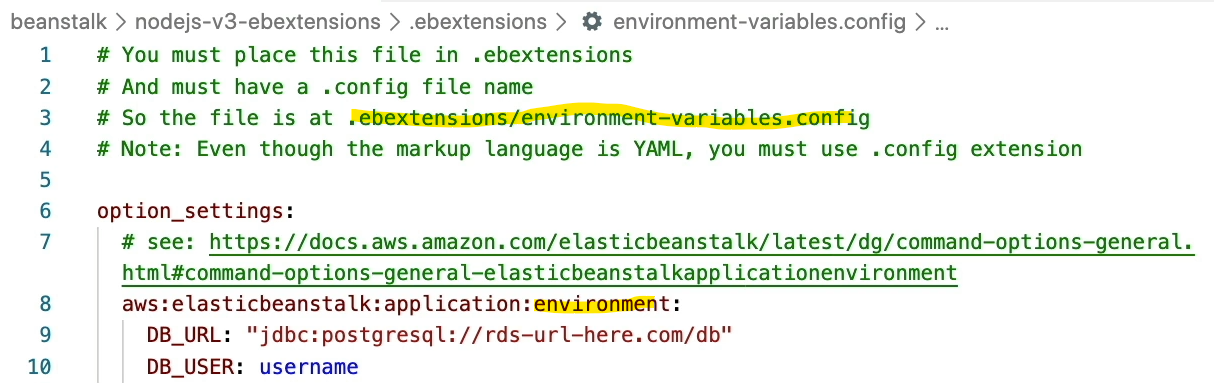 beanstalk > nodejs-v3-ebextensions > .ebextensions > environment-variables.config > ...
1 # You must place this file in .ebextensions
2 # And must have a .config file name
3 # So the file is at .ebextensions/environment-variables.config
4 # Note: Even though the markup language is YAML, you must use .config extension
5
6 option_settings:
7 # see: https://docs.aws.amazon.com/elasticbeanstalk/latest/dg/command-options-general.
html#command-options-general-elasticbeanstalkapplicationenvironment
8 aws:elasticbeanstalk:application:environment:
9 DB_URL: "jdbc:postgresql://rds-url-here.com/db"
10 DB_USER: username